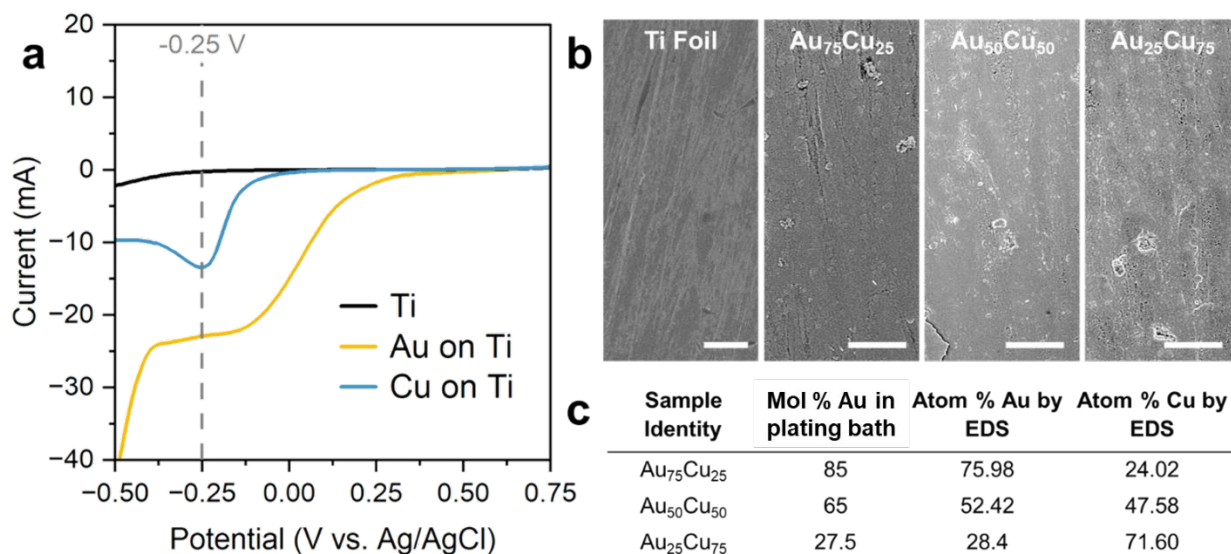 a
-0.25 V
20
10
0
-10
-20
-30
-40
Current (mA)
−0.50 −0.25 0.00 0.25 0.50 0.75
Potential (V vs. Ag/AgCl)
Ti
Au on Ti
Cu on Ti
b
Ti Foil Au₇₅Cu₂₅ Au₅₀Cu₅₀ Au₂₅Cu₇₅
c
Sample Mol % Au in Atom % Au by Atom % Cu by
Identity plating bath EDS EDS
Au₇₅Cu₂₅ 85 75.98 24.02
Au₅₀Cu₅₀ 65 52.42 47.58
Au₂₅Cu₇₅ 27.5 28.4 71.60